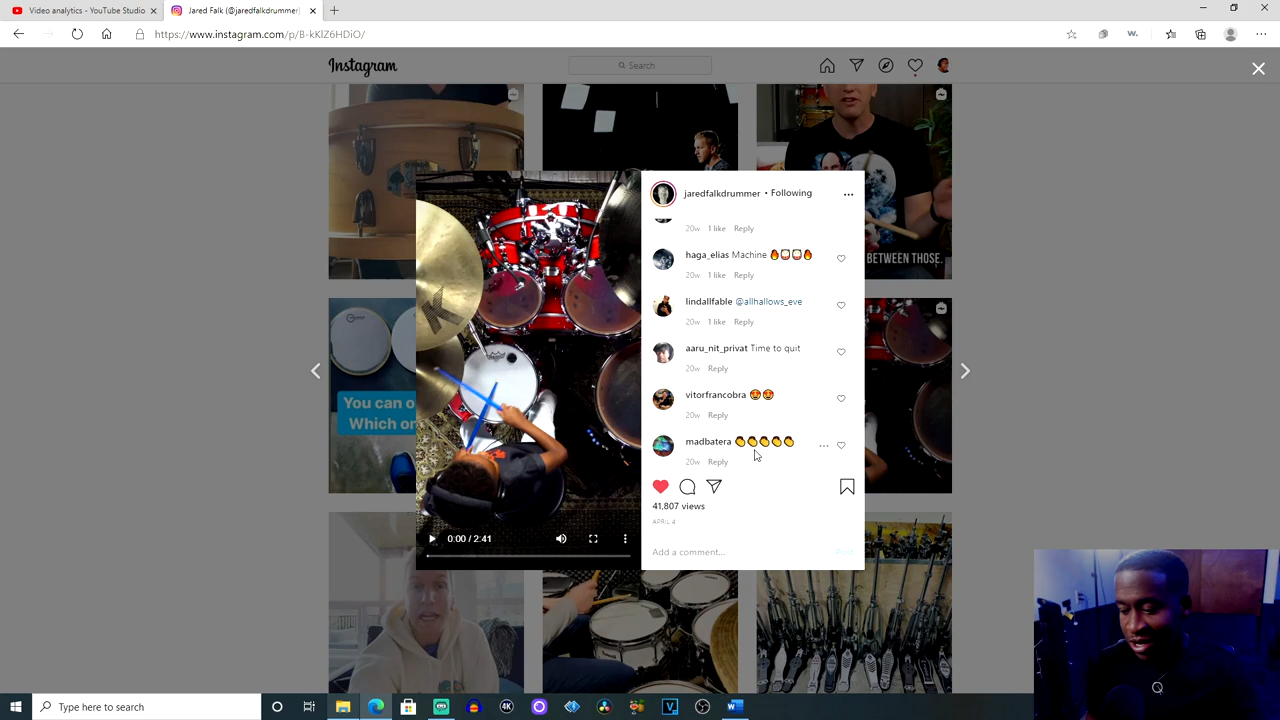 Video analytics - YouTube Studio
Jared Falk (@jaredfalkdrummer)
https://www.instagram.com/p/B-kKlZ6HDiO/
Instagram
Search
jaredfalkdrummer • Following
20w 1 like Reply
haga_elias Machine 
20w 1 like Reply
lindallfable @allhallows_eve
20w 1 like Reply
aaru_nit_privat Time to quit
20w Reply
vitorfrancobra
20w Reply
madbatera
20w Reply
41,807 views
APRIL 4
Add a comment...
Post
0:00 / 2:41
BETWEEN THOSE.
You can o
Which on
Type here to search